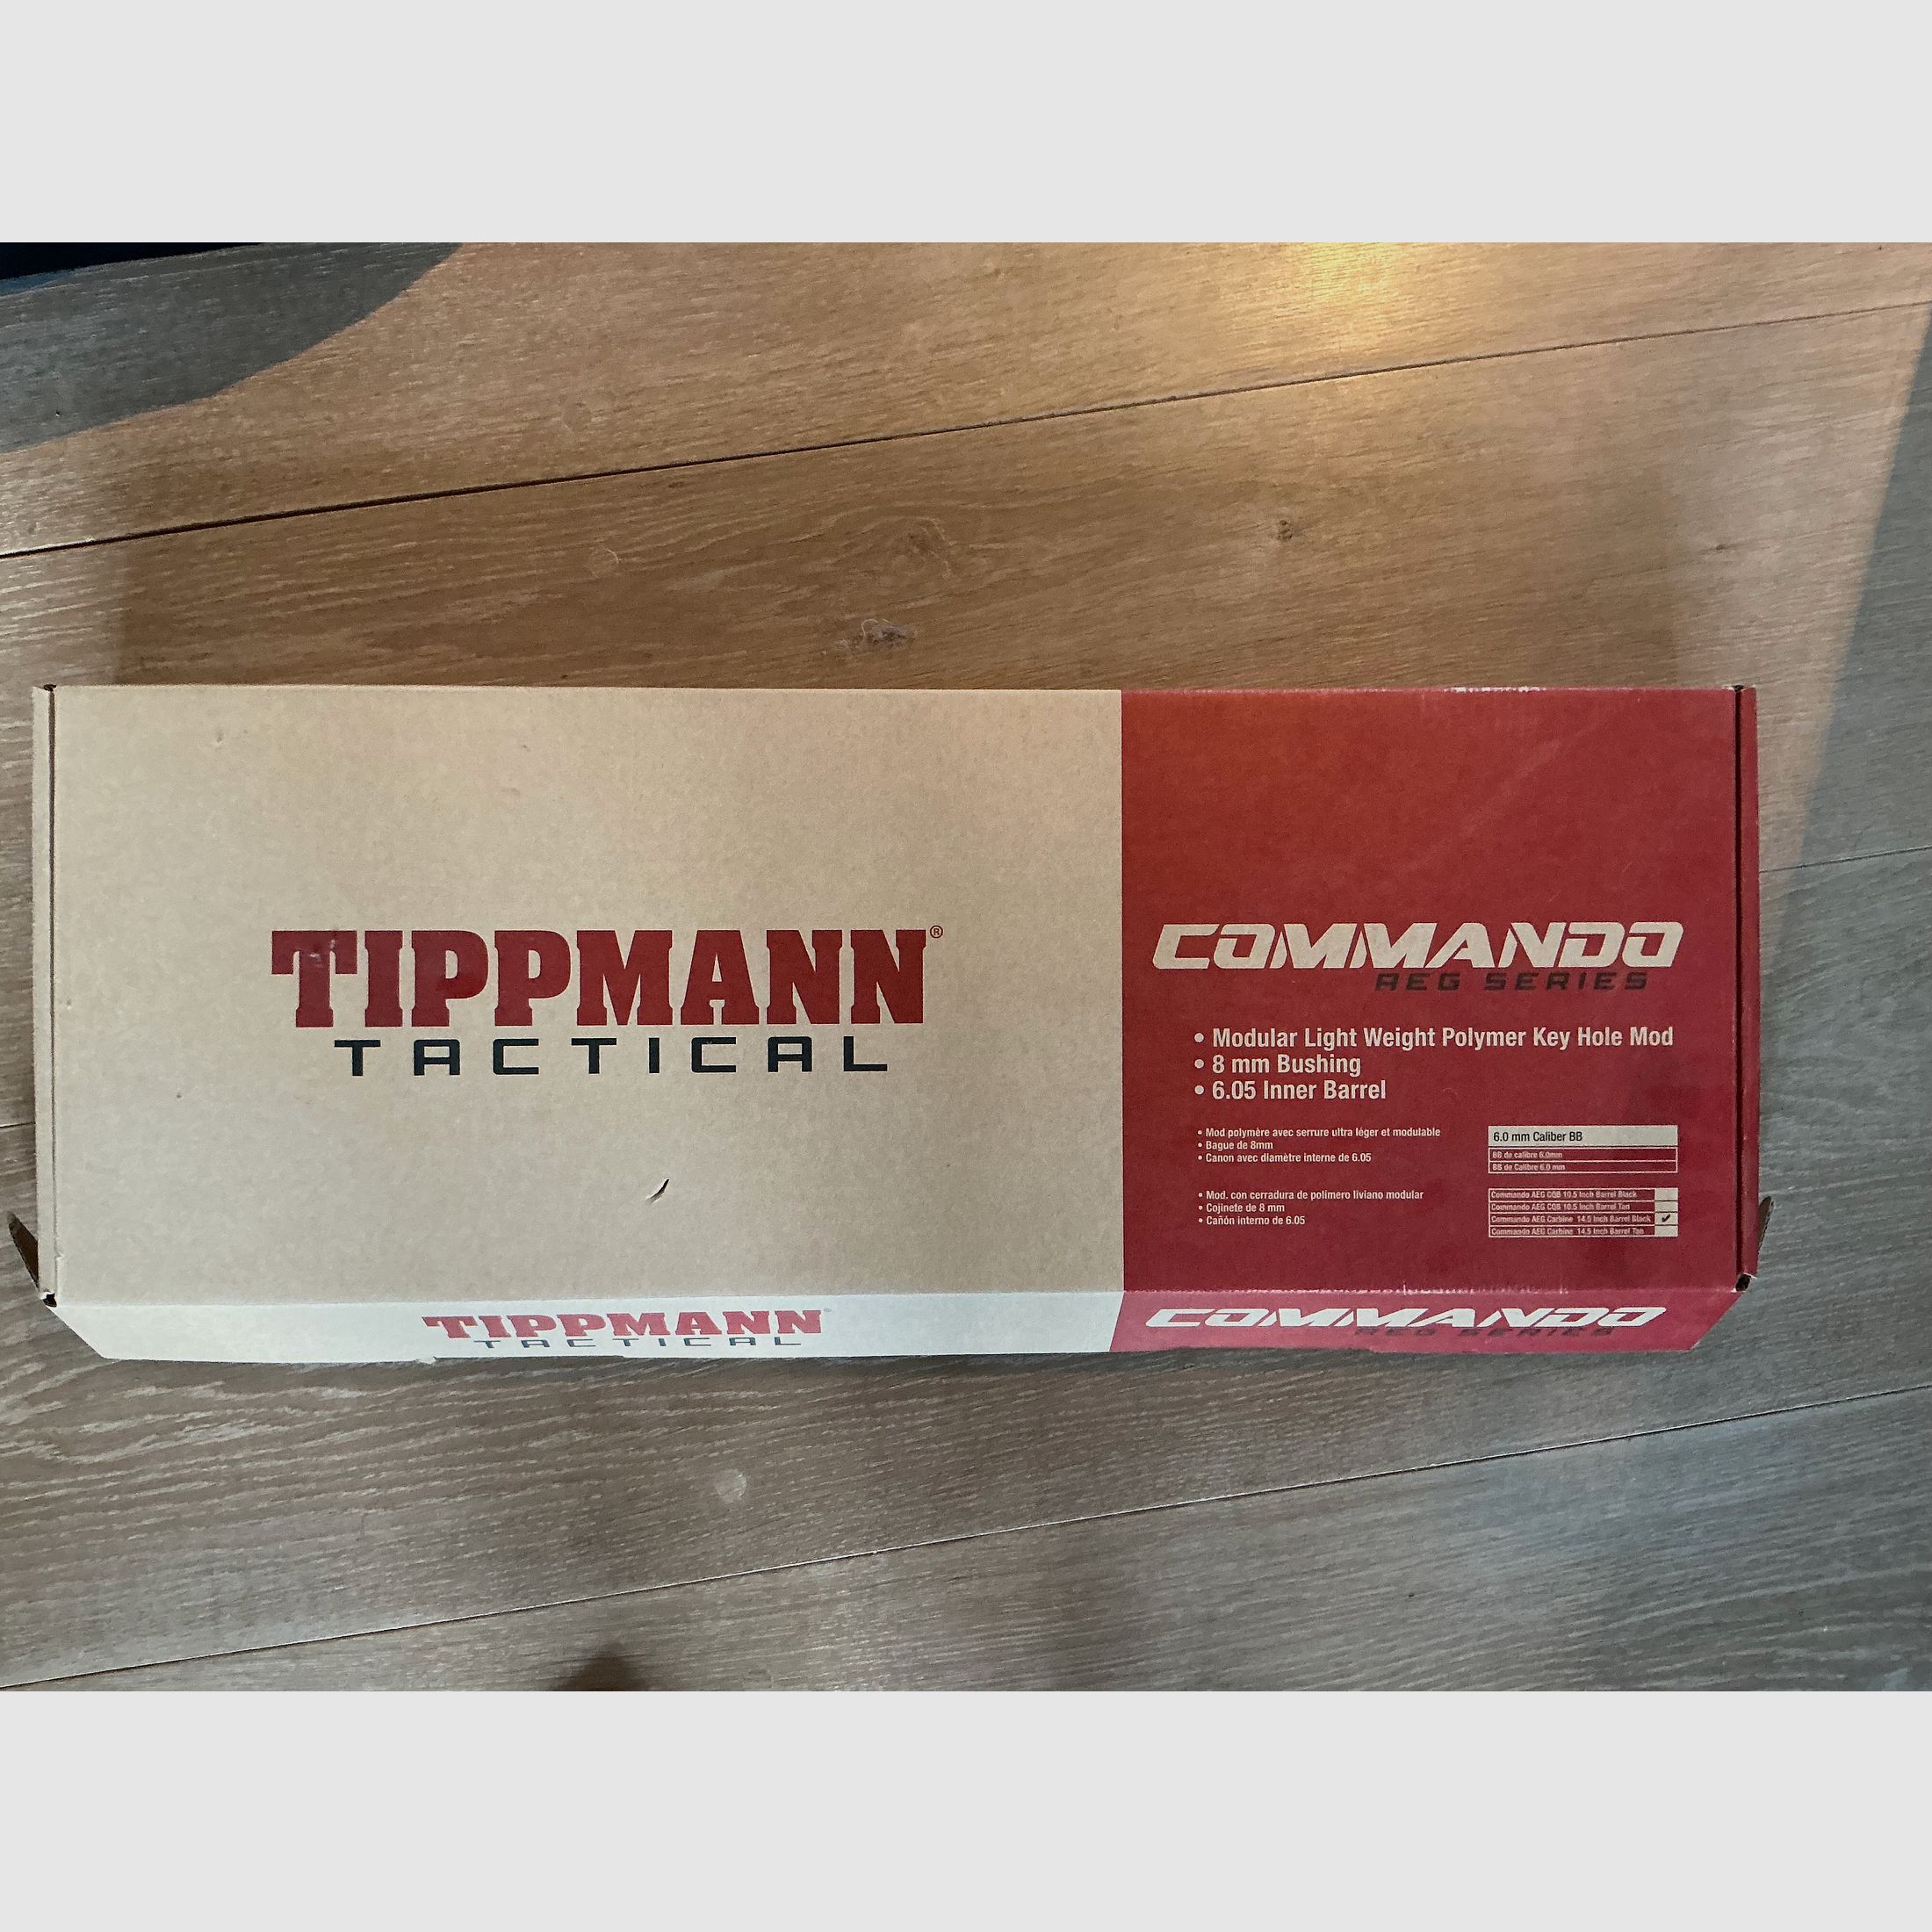 TIPPMANN®
TACTICAL
COMMANDO
AEG SERIES
• Modular Light Weight Polymer Key Hole Mod
• 8 mm Bushing
• 6.05 Inner Barrel
• Mod polymère avec serrure ultra léger et modulable
• Bague de 8mm
• Canon avec diamètre interne de 6.05
• Mod. con cerradura de polímero liviano modular
• Cojinete de 8 mm
• Cañón interno de 6.05
6.0 mm Caliber BB
BB de calibre 6.0mm
BB de Calibre 6.0 mm
Commando AEG CQB 10.5 Inch Barrel Black
Commando AEG CQB 10.5 Inch Barrel Tan
Commando AEG Carbine 14.5 Inch Barrel Black ✓
Commando AEG Carbine 14.5 Inch Barrel Tan
TIPPMANN
TACTICAL
COMMANDO
AEG SERIES